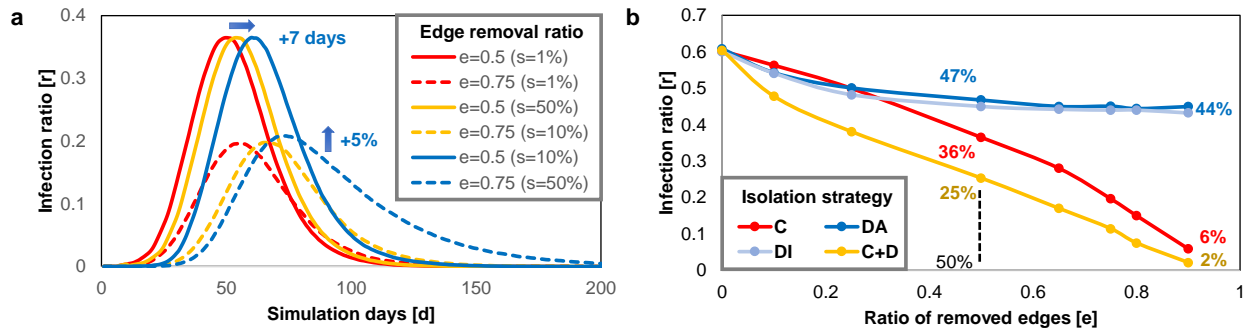 a
0.4
0.3
0.2
0.1
0
Infection ratio [r]
0
50
100
150
200
Simulation days [d]
+7 days
+5%
Edge removal ratio
e=0.5 (s=1%)
e=0.75 (s=1%)
e=0.5 (s=50%)
e=0.75 (s=10%)
e=0.5 (s=10%)
e=0.75 (s=50%)
b
0.7
0.6
0.5
0.4
0.3
0.2
0.1
0
Infection ratio [r]
47%
44%
36%
25%
50%
6%
2%
Isolation strategy
C
DA
DI
C+D
0
0.2
0.4
0.6
0.8
1
Ratio of removed edges [e]